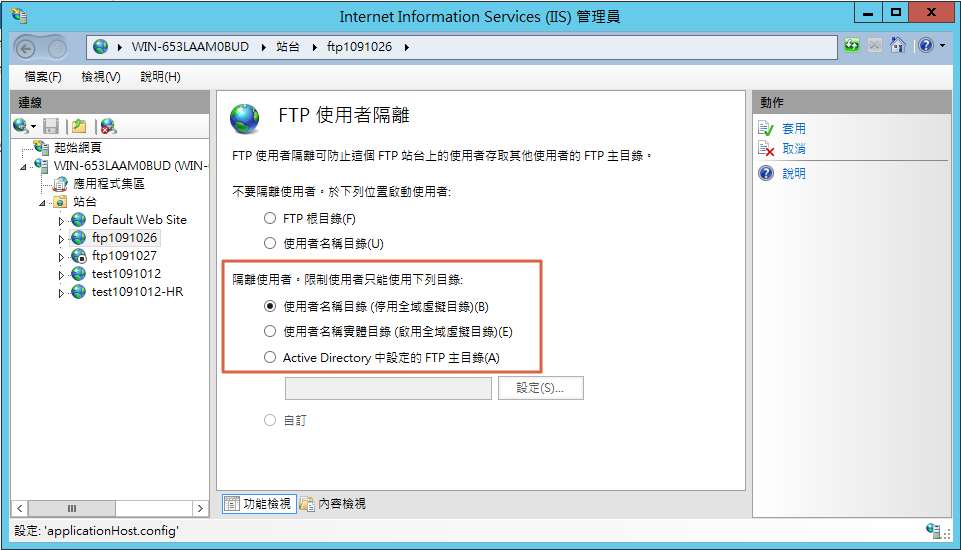 Internet Information Services (IIS) 管理員
WIN-653LAAM0BUD 站台 ftp1091026
檔案(F) 檢視(V) 說明(H)
連線
起始網頁
WIN-653LAAM0BUD (WIN-
應用程式集區
站台
Default Web Site
ftp1091026
ftp1091027
test1091012
test1091012-HR
FTP 使用者隔離
FTP 使用者隔離可防止這個 FTP 站台上的使用者存取其他使用者的 FTP 主目錄。
不要隔離使用者。於下列位置啟動使用者:
FTP 根目錄(F)
使用者名稱目錄(U)
隔離使用者。限制使用者只能使用下列目錄:
使用者名稱目錄 (停用全域虛擬目錄)(B)
使用者名稱實體目錄 (啟用全域虛擬目錄)(E)
Active Directory 中設定的 FTP 主目錄(A)
設定(S)...
自訂
功能檢視 內容檢視
動作
套用
取消
說明
設定: 'applicationHost.config'